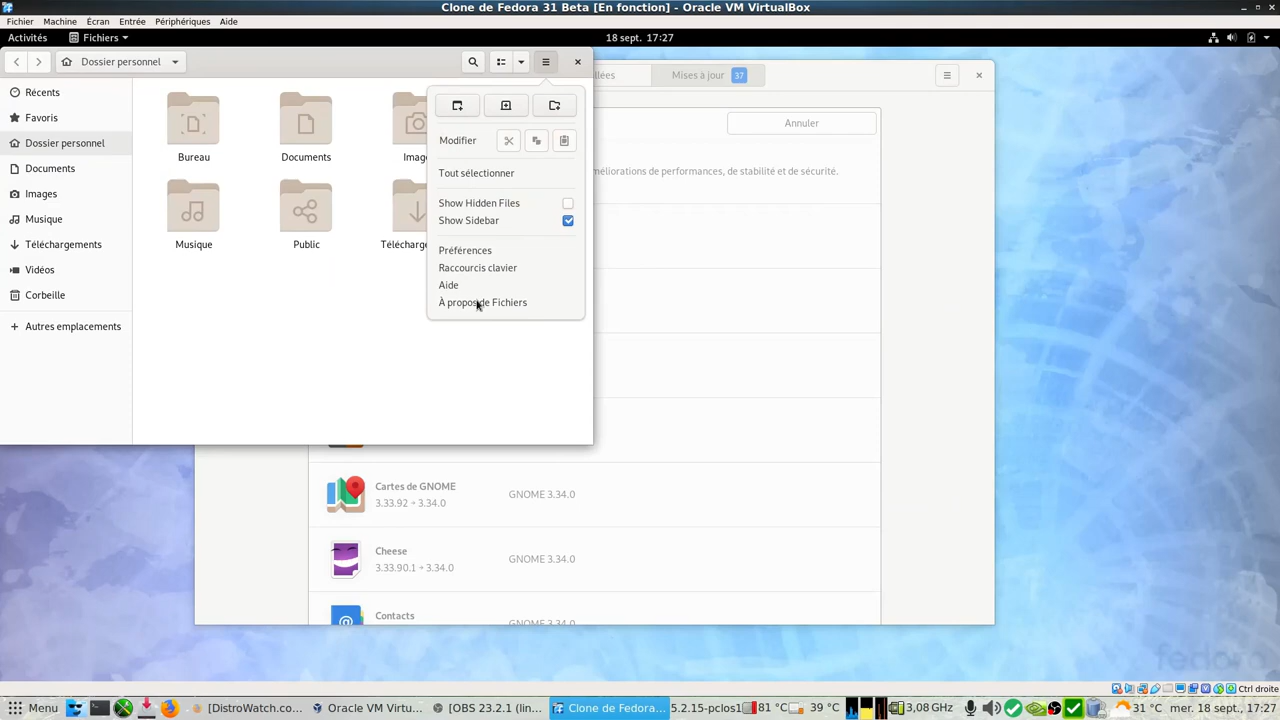 Clone de Fedora 31 Beta [En fonction] - Oracle VM VirtualBox
Fichier Machine Écran Entrée Périphériques Aide
Activités Fichiers 18 sept. 17:27
Dossier personnel
Mises à jour 37
Récents
Favoris
Dossier personnel
Documents
Images
Musique
Téléchargements
Vidéos
Corbeille
Autres emplacements
Bureau Documents
Musique Public
Modifier
Tout sélectionner
Show Hidden Files
Show Sidebar
Préférences
Raccourcis clavier
Aide
À propos de Fichiers
Annuler
méliorations de performances, de stabilité et de sécurité.
Cartes de GNOME
3.33.92 → 3.34.0
GNOME 3.34.0
Cheese
3.33.90.1 → 3.34.0
GNOME 3.34.0
Contacts
GNOME 3.34.0
fedora
Ctrl droite
Menu [DistroWatch.co... Oracle VM Virtu... [OBS 23.2.1 (lin... Clone de Fedora... 5.2.15-pclos1 81 °C 39 °C 3,08 GHz 31 °C mer. 18 sept., 17:27